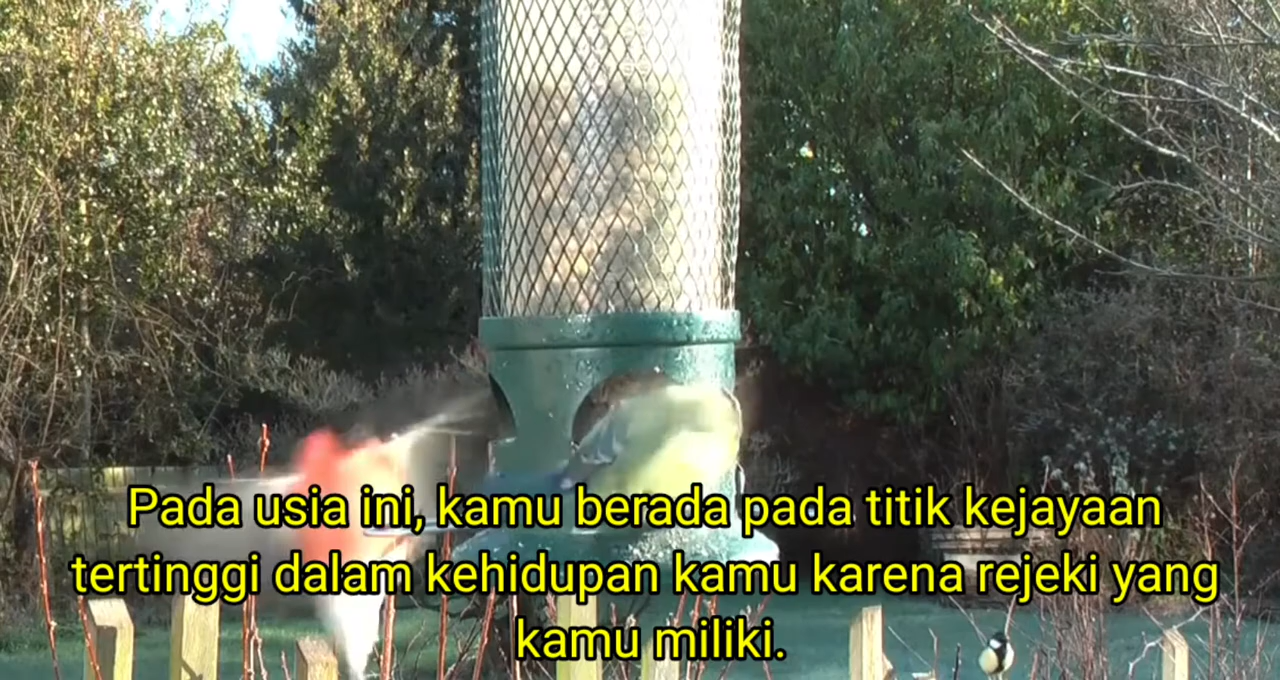 Pada usia ini, kamu berada pada titik kejayaan
tertinggi dalam kehidupan kamu karena rejeki yang
kamu miliki.